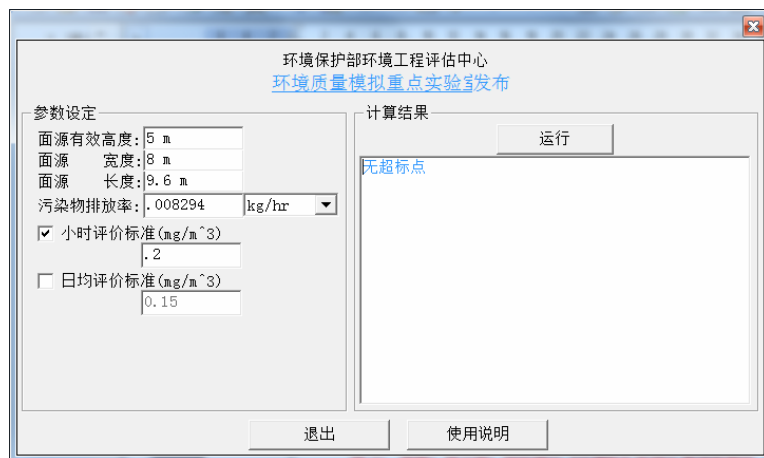 环境保护部环境工程评估中心
环境质量模拟重点实验室发布
参数设定
面源有效高度: 5 m
面源 宽度: 8 m
面源 长度: 9.6 m
污染物排放率: .008294 kg/hr
小时评价标准(mg/m^3)
.2
日均评价标准(mg/m^3)
0.15
计算结果
运行
无超标点
退出 使用说明